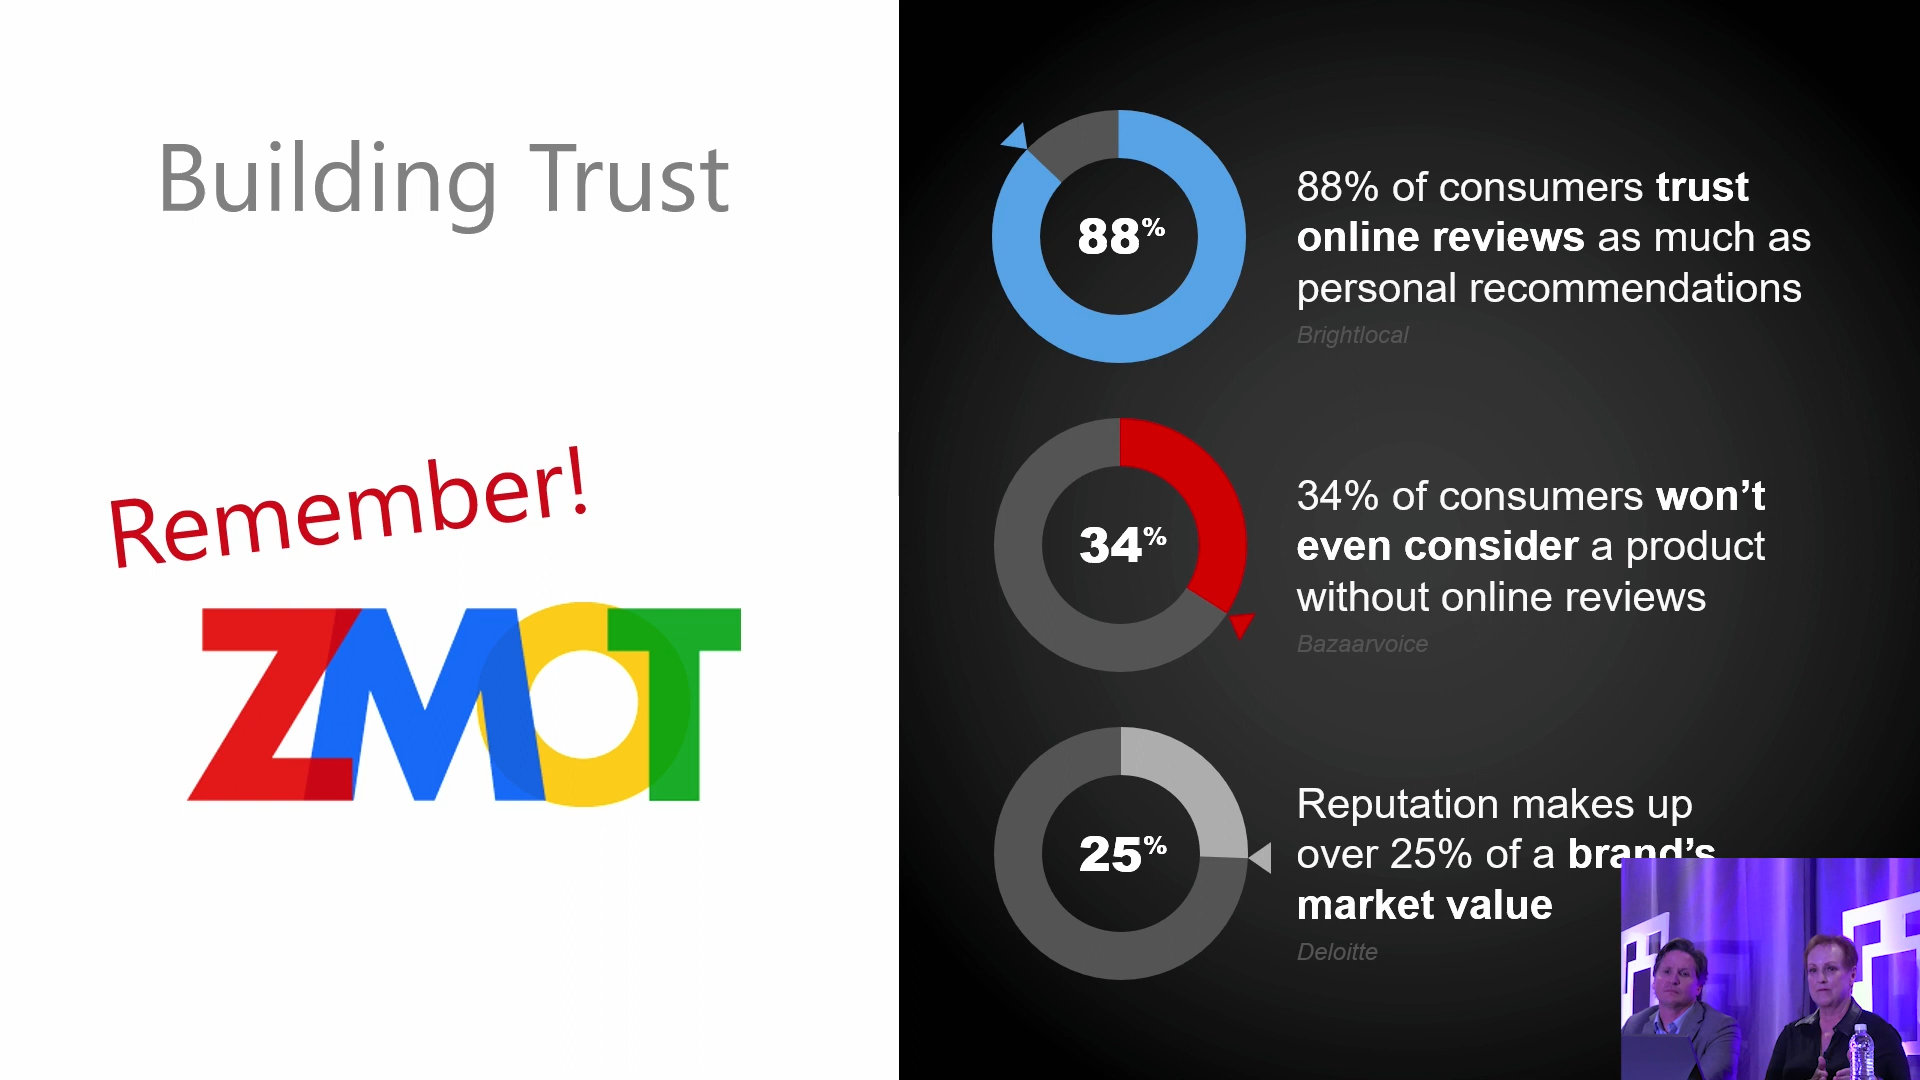 Building Trust
Remember!
ZMOT
88%
88% of consumers trust
online reviews as much as
personal recommendations
Brightlocal
34%
34% of consumers won’t
even consider a product
without online reviews
Bazaarvoice
25%
Reputation makes up
over 25% of a brand’s
market value
Deloitte